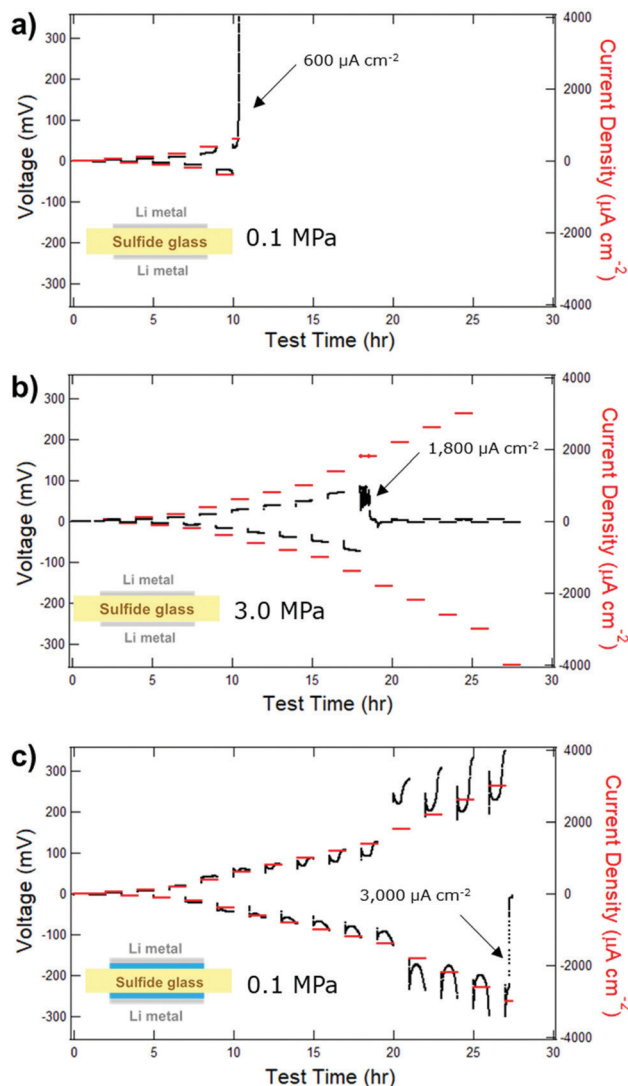 a)
300
200
100
0
-100
-200
-300
Voltage (mV)
4000
2000
0
-2000
-4000
Current Density (μA cm⁻²)
600 μA cm⁻²
Li metal
Sulfide glass
Li metal
0.1 MPa
0 5 10 15 20 25 30
Test Time (hr)
b)
300
200
100
0
-100
-200
-300
Voltage (mV)
4000
2000
0
-2000
-4000
Current Density (μA cm⁻²)
1,800 μA cm⁻²
Li metal
Sulfide glass
Li metal
3.0 MPa
0 5 10 15 20 25 30
Test Time (hr)
c)
300
200
100
0
-100
-200
-300
Voltage (mV)
4000
2000
0
-2000
-4000
Current Density (μA cm⁻²)
3,000 μA cm⁻²
Li metal
Sulfide glass
Li metal
0.1 MPa
0 5 10 15 20 25 30
Test Time (hr)